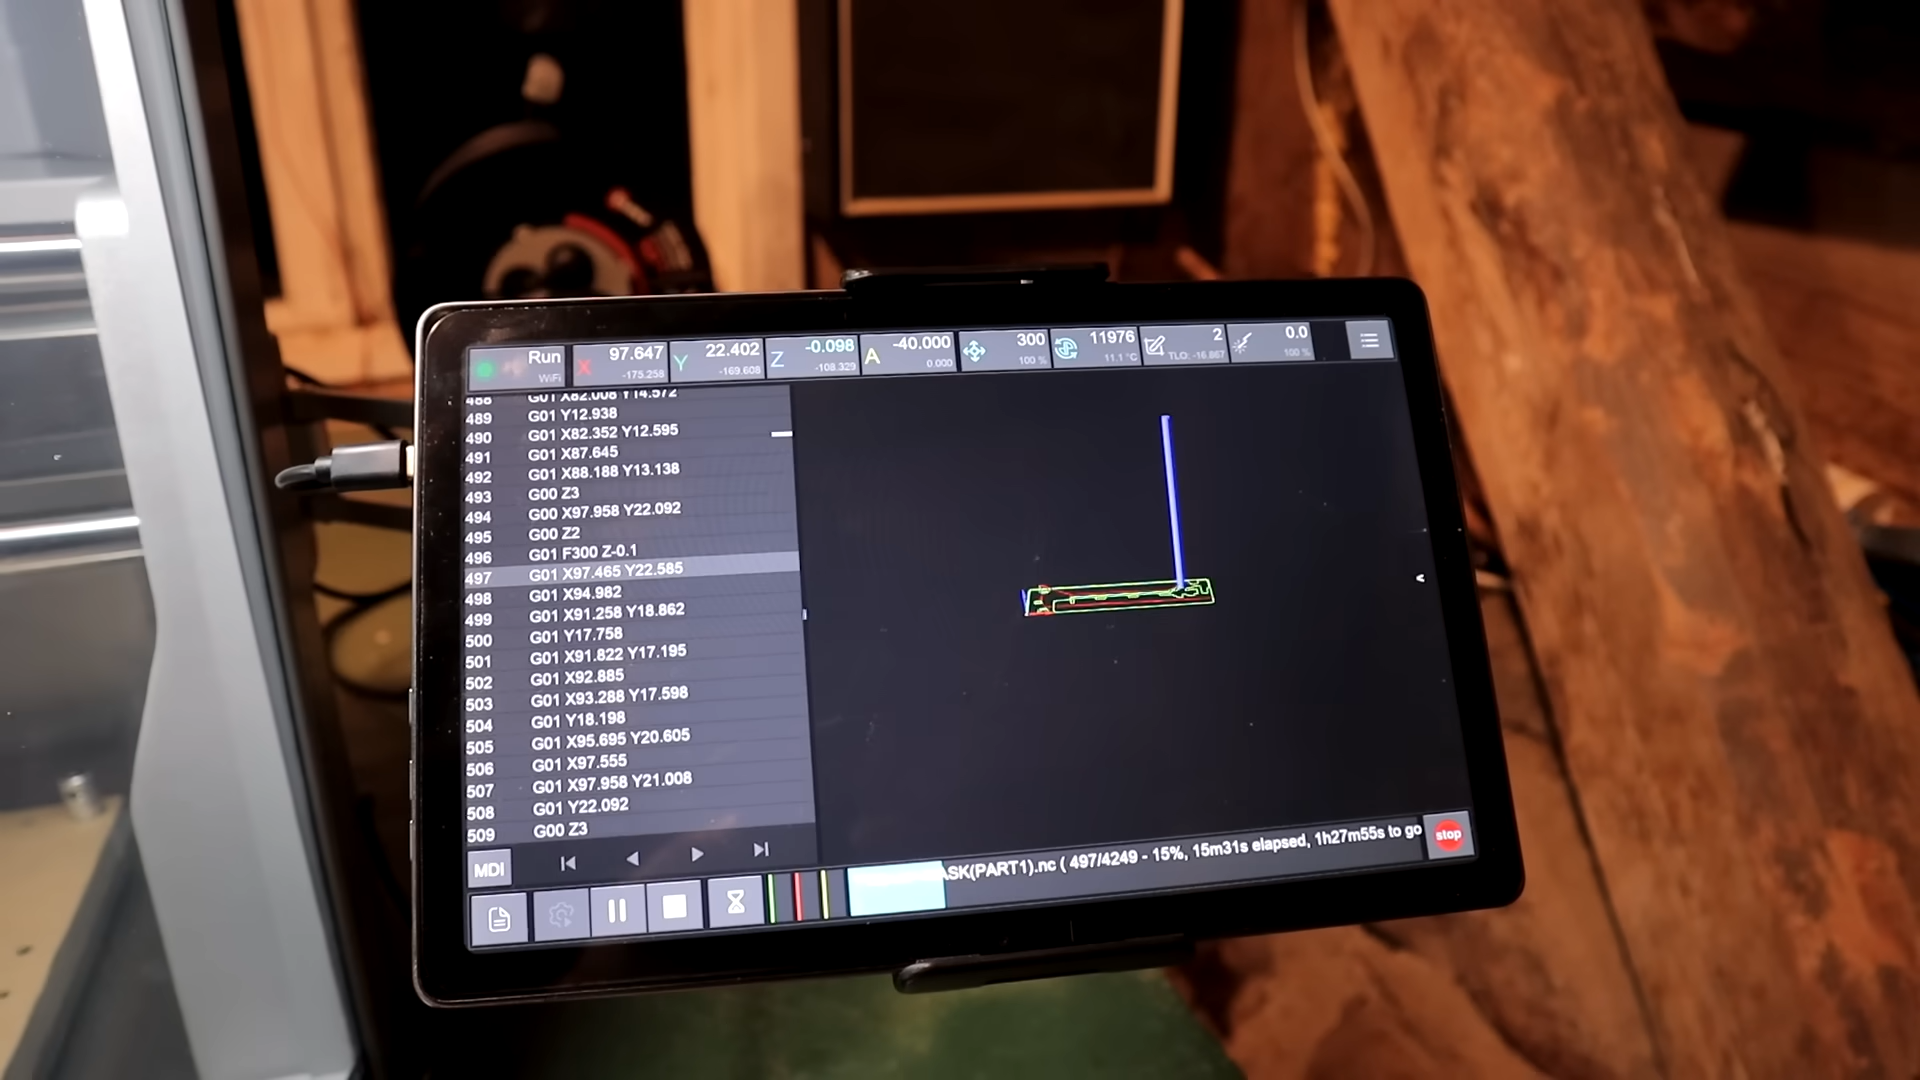 Run
WiFi
X 97.647
-175.258
Y 22.402
-169.608
Z -0.098
-108.329
A -40.000
0.000
300
100 %
11976
11.1 °C
2
TLO: -16.867
0.0
100 %
488 G01 X82.008 Y14.572
489 G01 Y12.938
490 G01 X82.352 Y12.595
491 G01 X87.645
492 G01 X88.188 Y13.138
493 G00 Z3
494 G00 X97.958 Y22.092
495 G00 Z2
496 G01 F300 Z-0.1
497 G01 X97.465 Y22.585
498 G01 X94.982
499 G01 X91.258 Y18.862
500 G01 Y17.758
501 G01 X91.822 Y17.195
502 G01 X92.885
503 G01 X93.288 Y17.598
504 G01 Y18.198
505 G01 X95.695 Y20.605
506 G01 X97.555
507 G01 X97.958 Y21.008
508 G01 Y22.092
509 G00 Z3
<
MDI
ASK(PART1).nc ( 497/4249 - 15%, 15m31s elapsed, 1h27m55s to go
stop